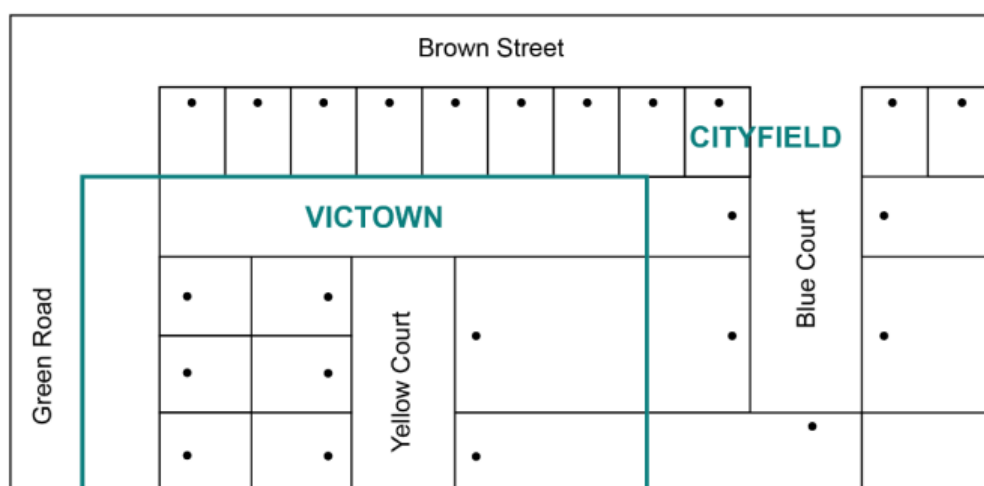 Brown Street
CITYFIELD
VICTOWN
Blue Court
Green Road
Yellow Court